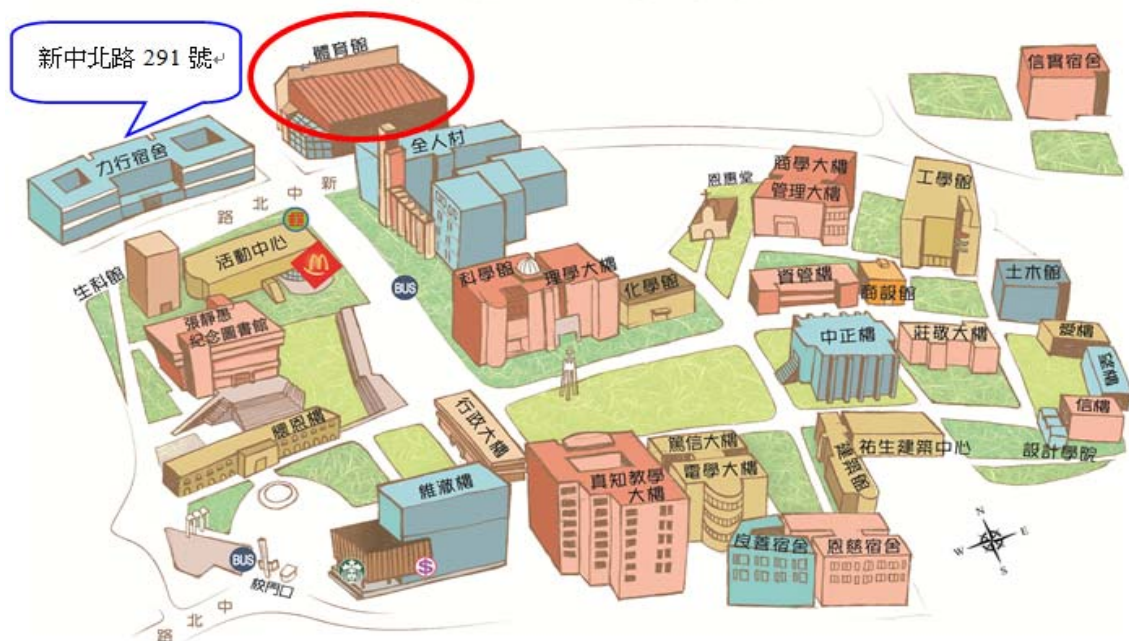 新中北路 291 號
體育館
信實宿舍
力行宿舍
全人村
新中北路
活動中心
生科館
張靜愚
紀念圖書館
科學館
理學大樓
化學館
BUS
恩惠堂
商學大樓
管理大樓
工學館
資管樓
商設館
土木館
中正樓
莊敬大樓
愛樓
望樓
信樓
設計學院
懷恩樓
行政大樓
維澈樓
真知教學
大樓
篤信大樓
電學大樓
建築館
祐生建築中心
良善宿舍
恩慈宿舍
BUS
校門口
中北路
N
E
W
S